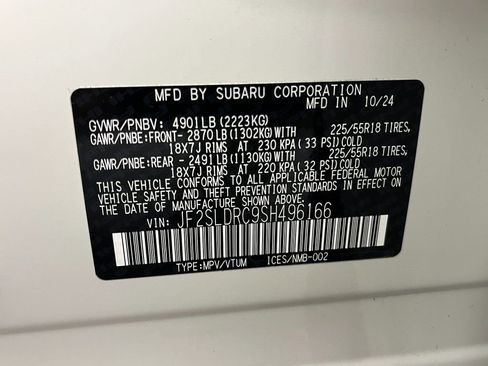 MFD BY SUBARU CORPORATION
MFD IN 10/24
GVWR/PNBV: 4901LB (2223KG)
GAWR/PNBE:FRONT- 2870LB (1302KG)WITH 225/55R18 TIRES,
18X7J RIMS AT 230 KPA( 33 PSI)COLD
GAWR/PNBE: REAR - 2491LB (1130KG)WITH 225/55R18 TIRES,
18X7J RIMS AT 220 KPA( 32 PSI)COLD
THIS VEHICLE CONFORMS TO ALL APPLICABLE FEDERAL MOTOR
VEHICLE SAFETY AND THEFT PREVENTION STANDARDS IN EFFECT
ON THE DATE OF MANUFACTURE SHOWN ABOVE.
VIN: JF2SLDRC9SH496166
TYPE:MPV/VTUM ICES/NMB-002